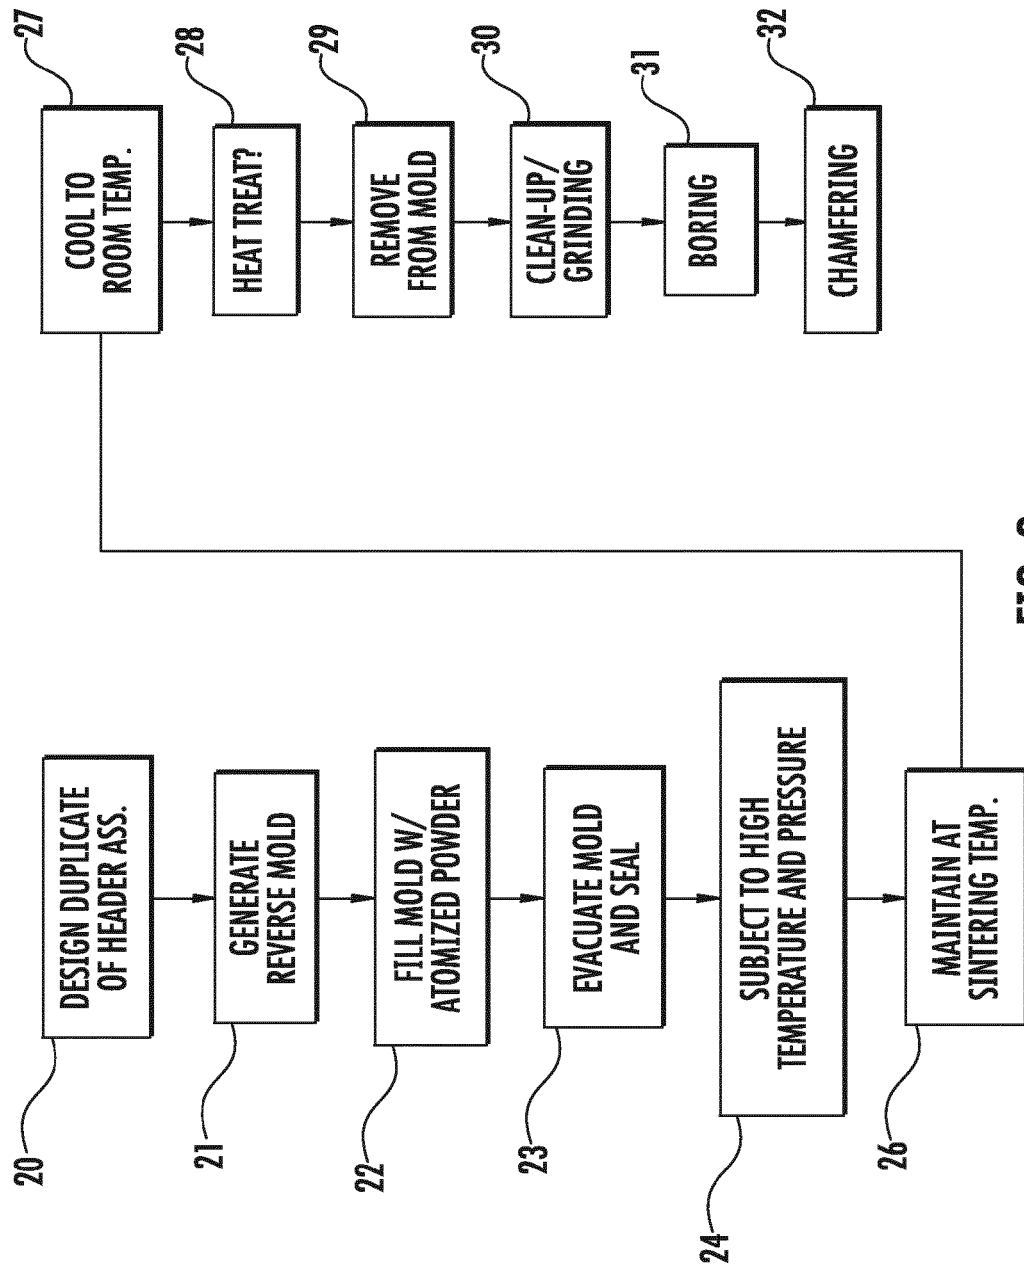 20
DESIGN DUPLICATE
OF HEADER ASS.
21
GENERATE
REVERSE MOLD
22
FILL MOLD W/
ATOMIZED POWDER
23
EVACUATE MOLD
AND SEAL
24
SUBJECT TO HIGH
TEMPERATURE AND PRESSURE
26
MAINTAIN AT
SINTERING TEMP.
27
COOL TO
ROOM TEMP.
28
HEAT TREAT?
29
REMOVE
FROM MOLD
30
CLEAN-UP/
GRINDING
31
BORING
32
CHAMFERING